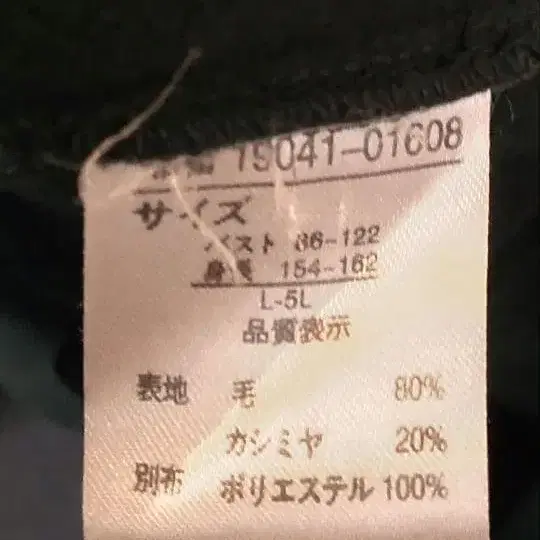 19041-01608
サイズ
バスト 86-122
身長 154-162
L-5L
品質表示
表地 毛 80%
カシミヤ 20%
別布 ポリエステル 100%